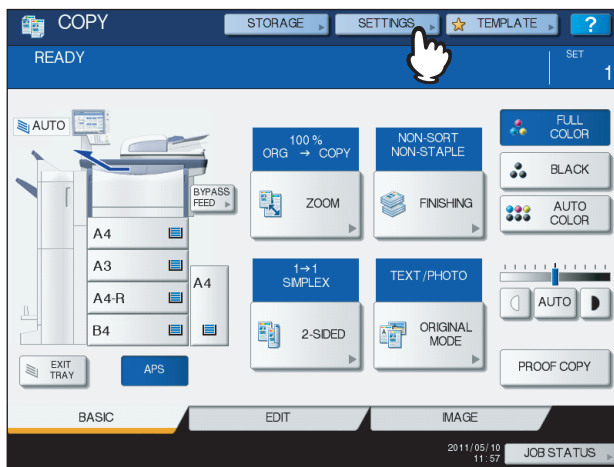 COPY
STORAGE
SETTINGS
TEMPLATE
?
READY
SET
1
AUTO
BYPASS
FEED
A4
A3
A4-R
B4
A4
EXIT
TRAY
APS
100 %
ORG → COPY
ZOOM
NON-SORT
NON-STAPLE
FINISHING
1→1
SIMPLEX
2-SIDED
TEXT/PHOTO
ORIGINAL
MODE
FULL
COLOR
BLACK
AUTO
COLOR
AUTO
PROOF COPY
BASIC
EDIT
IMAGE
2011/05/10
11:57
JOB STATUS